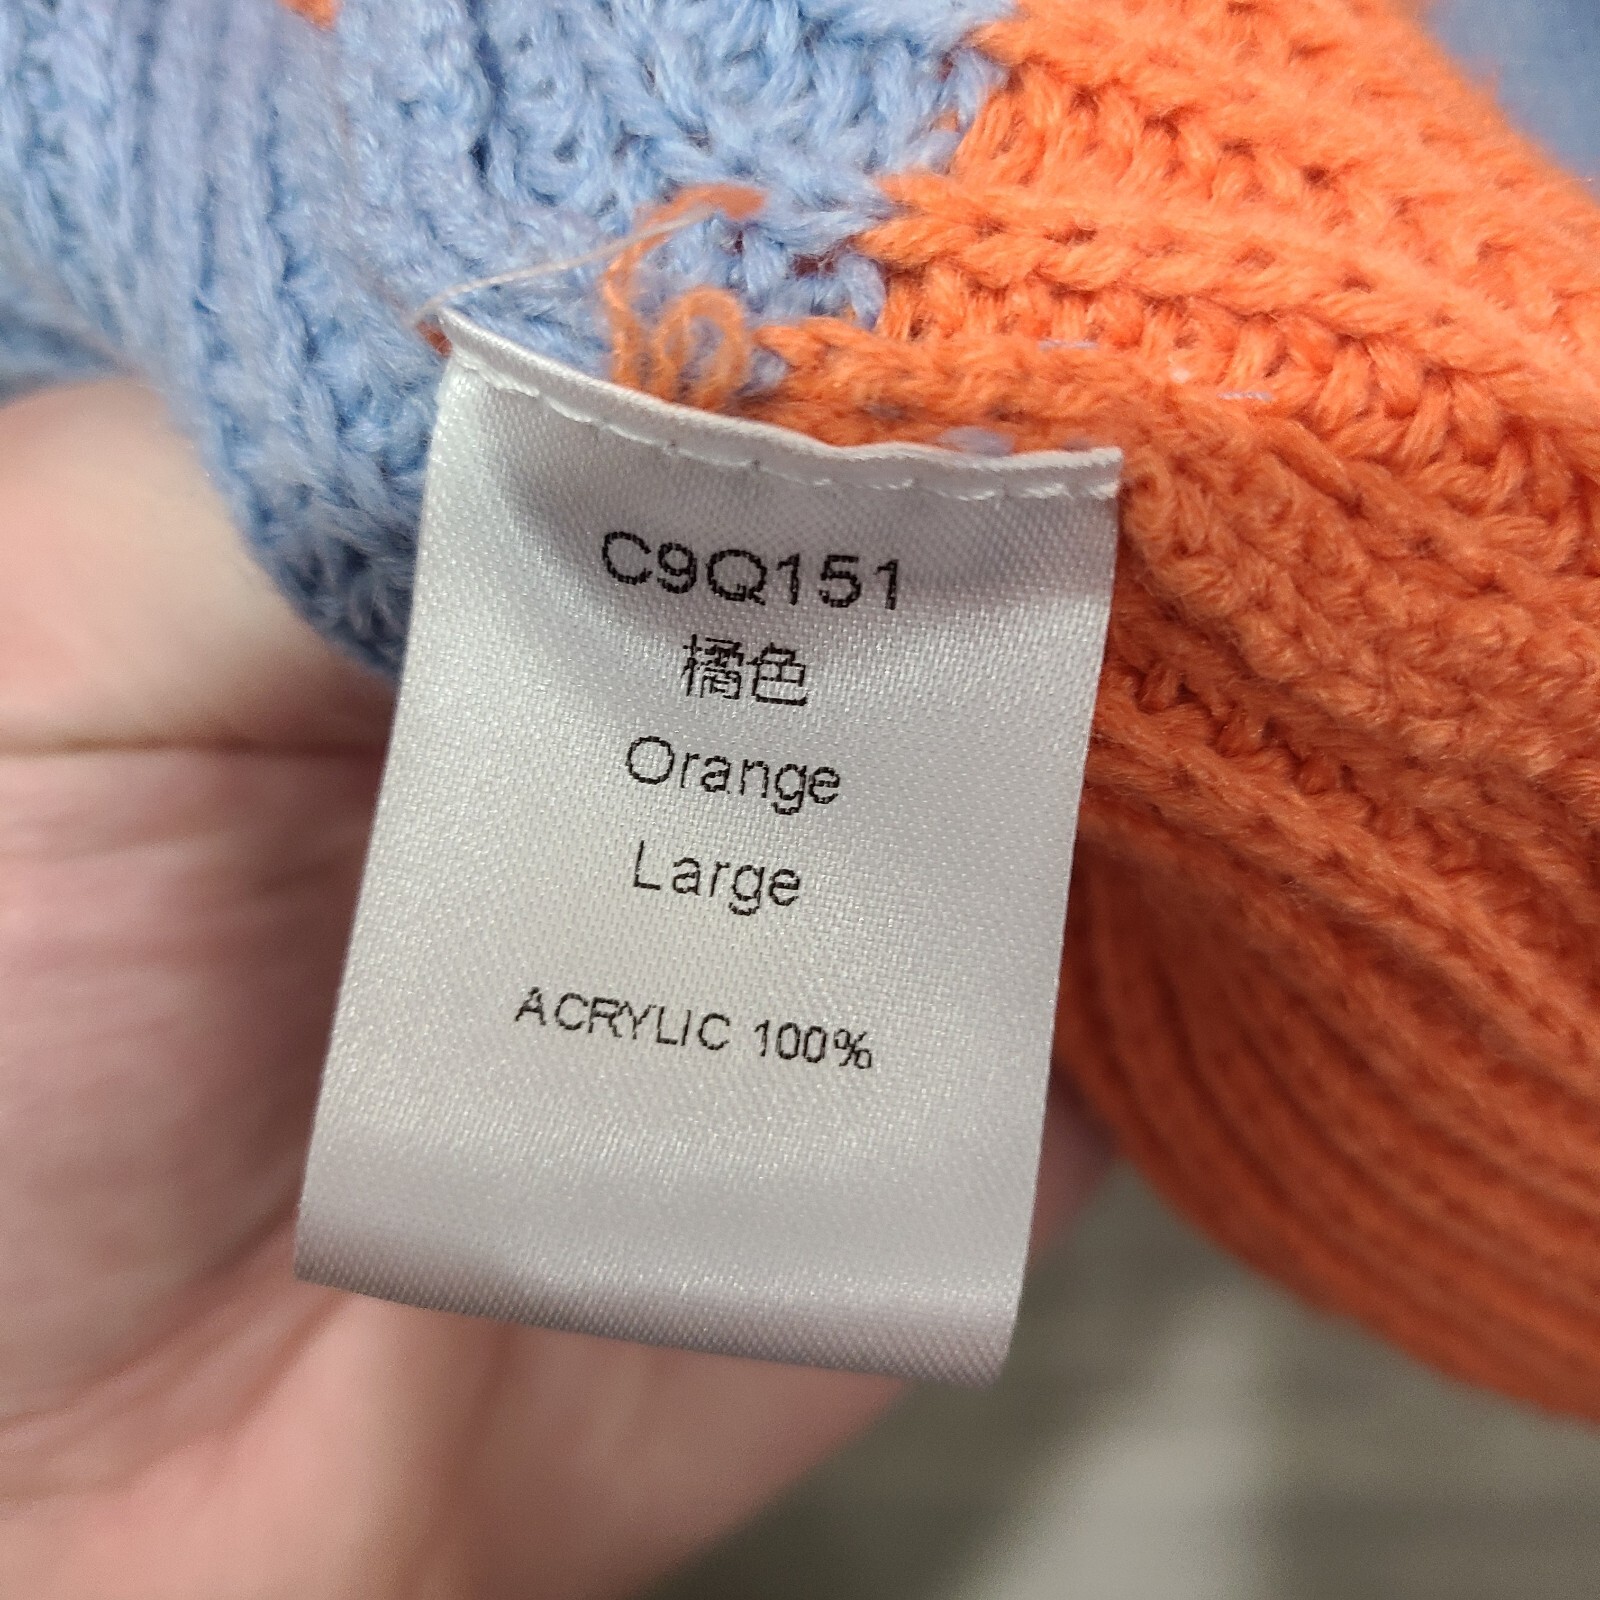 C9Q151
橘色
Orange
Large
ACRYLIC 100%